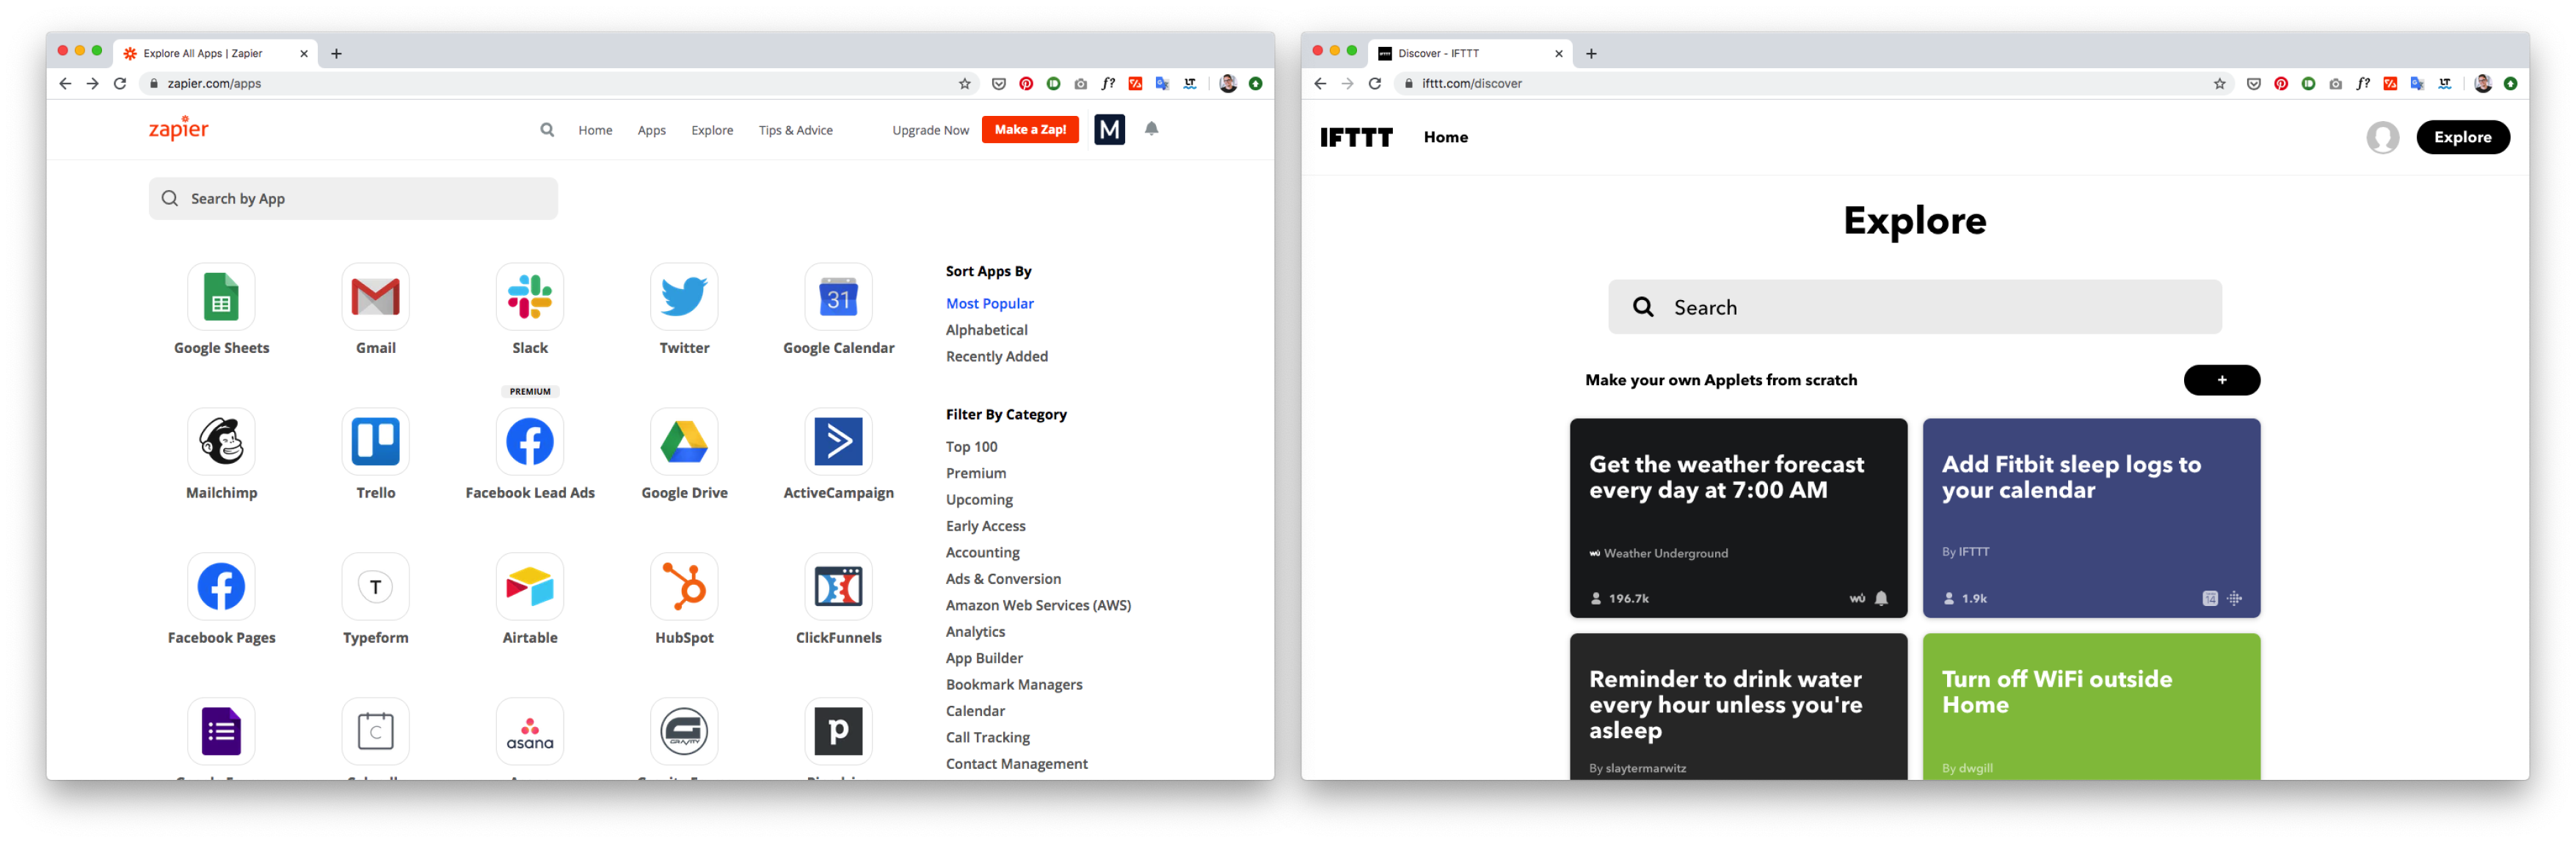 Explore All Apps | Zapier
zapier.com/apps
zapier
Home
Apps
Explore
Tips & Advice
Upgrade Now
Make a Zap!
M
Search by App
Google Sheets
Gmail
Slack
Twitter
31
Google Calendar
PREMIUM
Mailchimp
Trello
Facebook Lead Ads
Google Drive
ActiveCampaign
Facebook Pages
T
Typeform
Airtable
HubSpot
ClickFunnels
C
asana
GRAVITY
p
Sort Apps By
Most Popular
Alphabetical
Recently Added
Filter By Category
Top 100
Premium
Upcoming
Early Access
Accounting
Ads & Conversion
Amazon Web Services (AWS)
Analytics
App Builder
Bookmark Managers
Calendar
Call Tracking
Contact Management
Discover - IFTTT
ifttt.com/discover
IFTTT
Home
Explore
Explore
Search
Make your own Applets from scratch
+
Get the weather forecast
every day at 7:00 AM
Weather Underground
196.7k
Add Fitbit sleep logs to
your calendar
By IFTTT
1.9k
14
Reminder to drink water
every hour unless you're
asleep
By slaytermarwitz
Turn off WiFi outside
Home
By dwgill